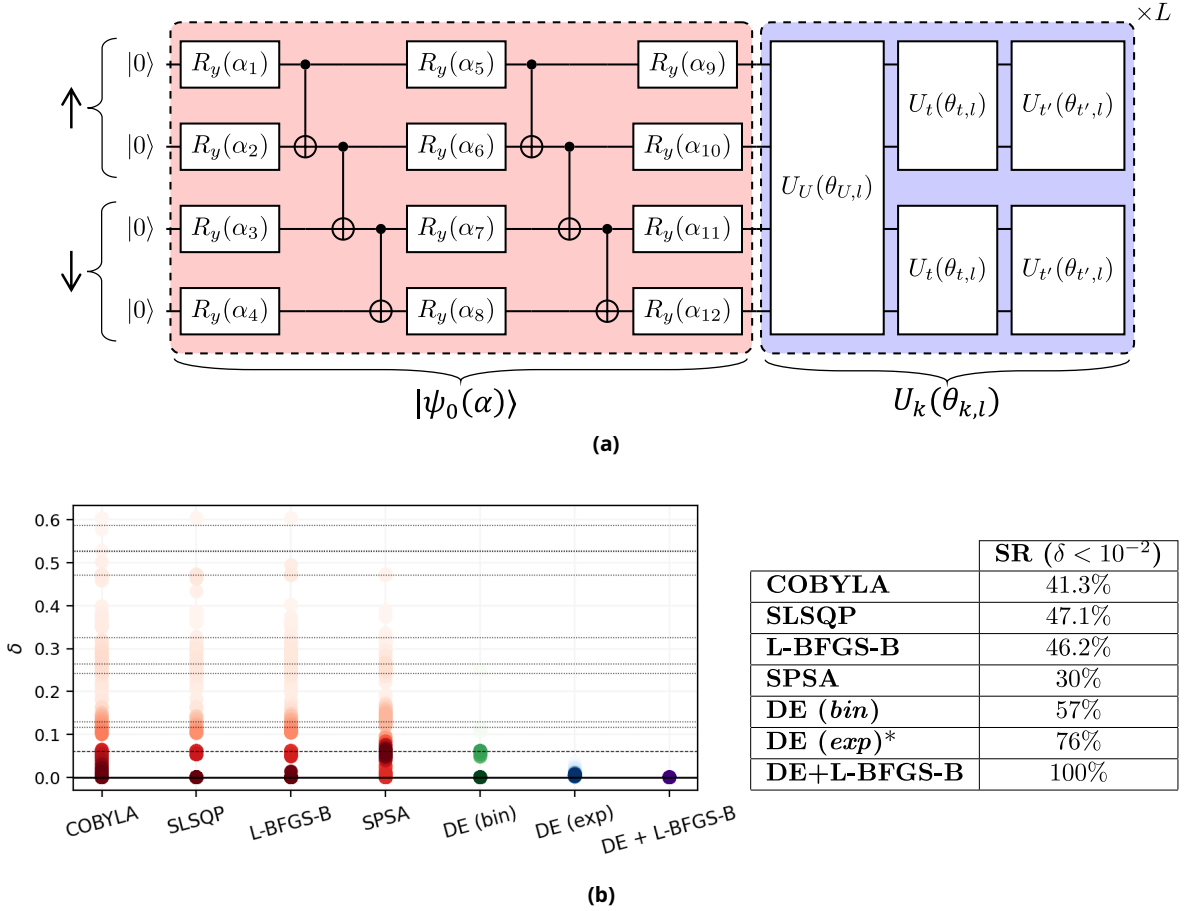 ×L
↑ |0⟩ R_y(α_1) R_y(α_5) R_y(α_9)
|0⟩ R_y(α_2) R_y(α_6) R_y(α_10)
↓ |0⟩ R_y(α_3) R_y(α_7) R_y(α_11)
|0⟩ R_y(α_4) R_y(α_8) R_y(α_12)
U_U(θ_{U,l})
U_t(θ_{t,l}) U_{t'}(θ_{t',l})
U_t(θ_{t,l}) U_{t'}(θ_{t',l})
|ψ_0(α)⟩ U_k(θ_{k,l})
(a)
δ
0.6
0.5
0.4
0.3
0.2
0.1
0.0
COBYLA SLSQP L-BFGS-B SPSA DE (bin) DE (exp) DE + L-BFGS-B
SR (δ < 10^{-2})
COBYLA 41.3%
SLSQP 47.1%
L-BFGS-B 46.2%
SPSA 30%
DE (bin) 57%
DE (exp)* 76%
DE+L-BFGS-B 100%
(b)